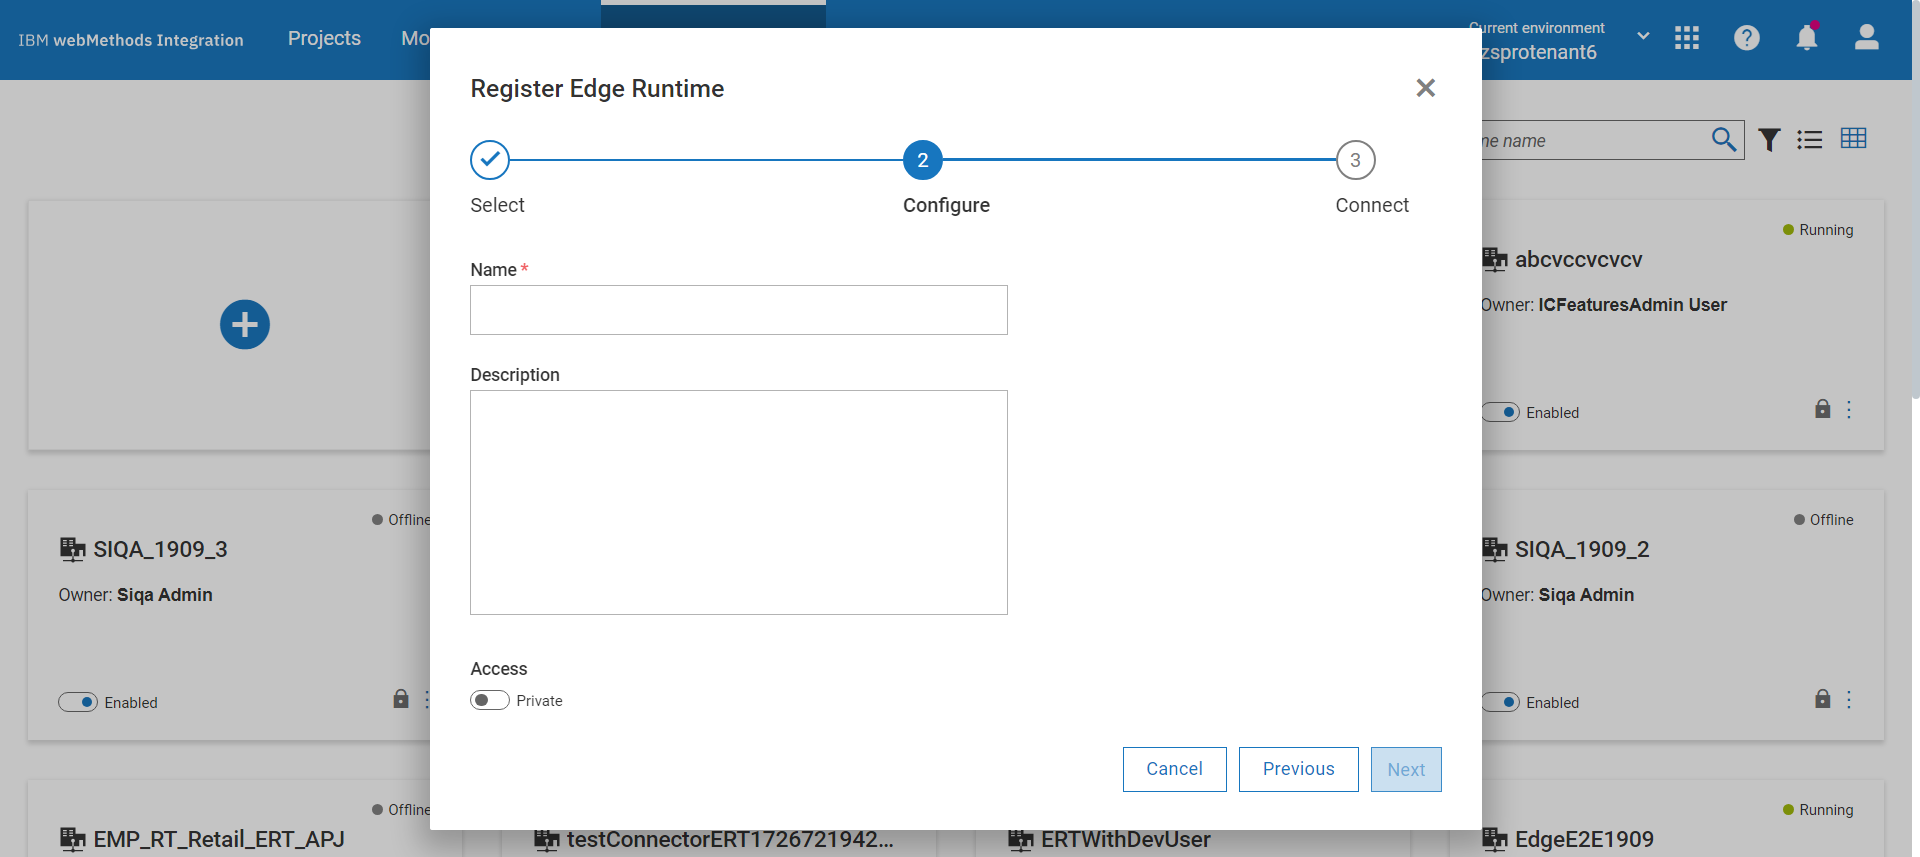 IBM webMethods Integration
Projects
Current environment
zsprotenant6
Register Edge Runtime
2
3
Select
Configure
Connect
Name *
Description
Access
Private
Cancel
Previous
Next
name
Running
abcvccvcvcv
Owner: ICFeaturesAdmin User
Enabled
Offline
SIQA_1909_3
Owner: Siqa Admin
Enabled
Offline
SIQA_1909_2
Owner: Siqa Admin
Enabled
Offline
EMP_RT_Retail_ERT_APJ
testConnectorERT1726721942...
ERTWithDevUser
Running
EdgeE2E1909